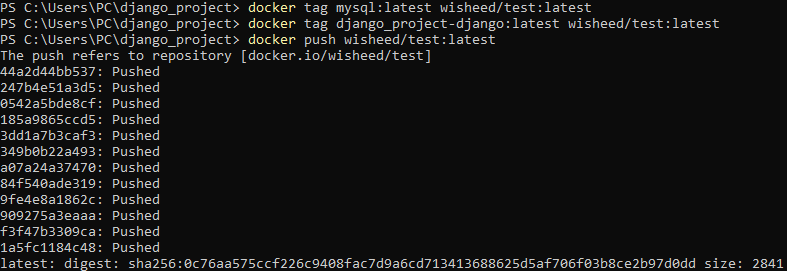 PS C:\Users\PC\django_project> docker tag mysql:latest wisheed/test:latest
PS C:\Users\PC\django_project> docker tag django_project-django:latest wisheed/test:latest
PS C:\Users\PC\django_project> docker push wisheed/test:latest
The push refers to repository [docker.io/wisheed/test]
44a2d44bb537: Pushed
247b4e51a3d5: Pushed
0542a5bde8cf: Pushed
185a9865ccd5: Pushed
3dd1a7b3caf3: Pushed
349b0b22a493: Pushed
a07a24a37470: Pushed
84f540ade319: Pushed
9fe4e8a1862c: Pushed
909275a3eaaa: Pushed
f3f47b3309ca: Pushed
1a5fc1184c48: Pushed
latest: digest: sha256:0c76aa575ccf226c9408fac7d9a6cd713413688625d5af706f03b8ce2b97d0dd size: 2841